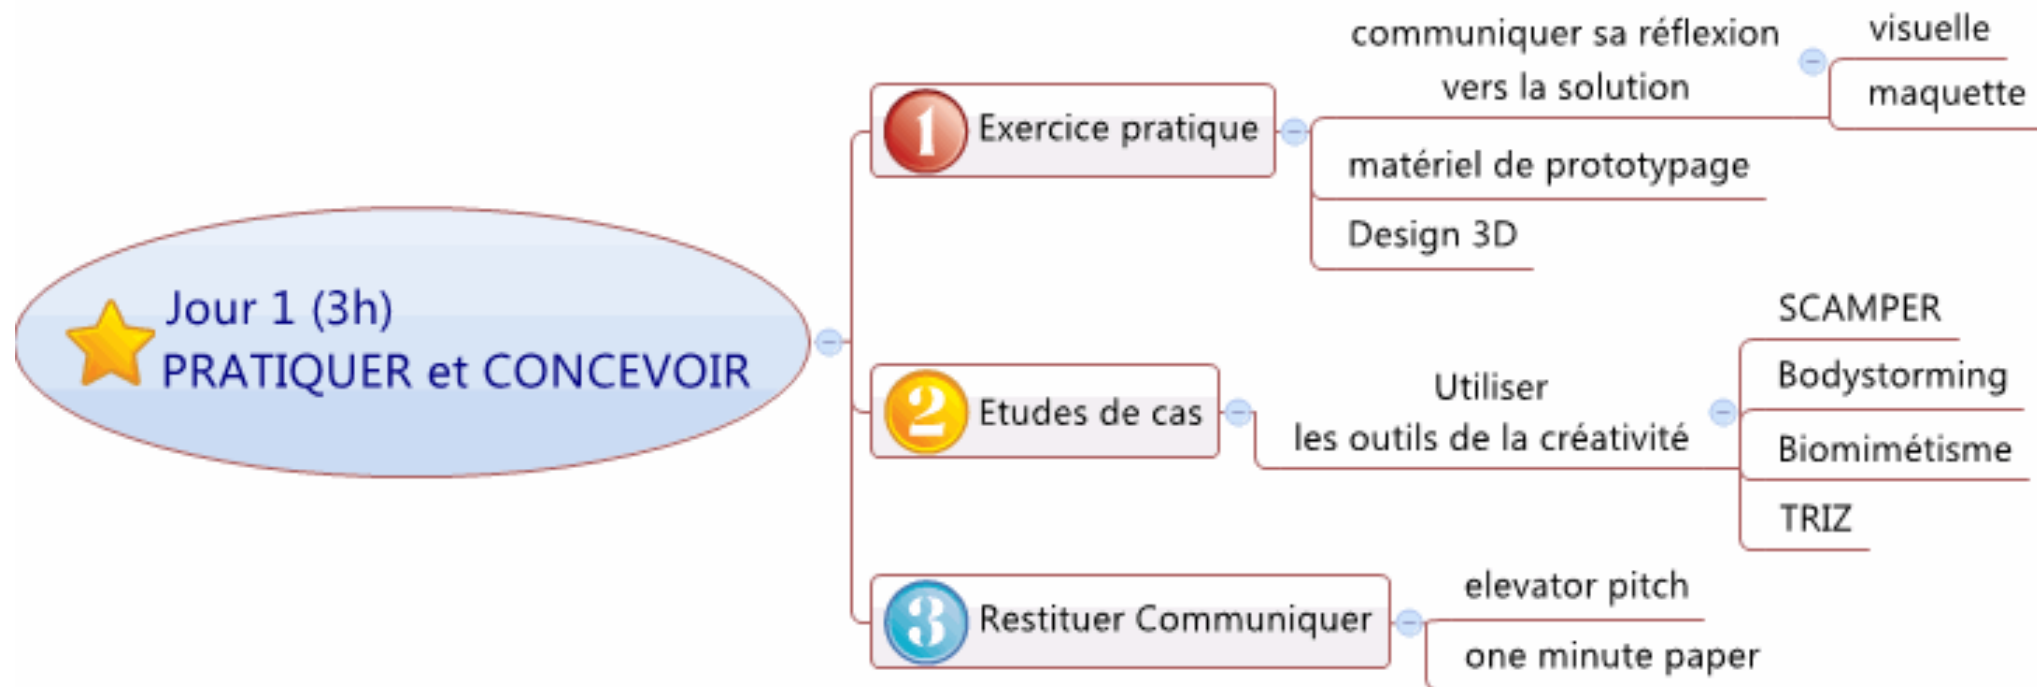 Jour 1 (3h)
PRATIQUER et CONCEVOIR
1 Exercice pratique
communiquer sa réflexion
vers la solution
visuelle
maquette
matériel de prototypage
Design 3D
2 Etudes de cas
Utiliser
les outils de la créativité
SCAMPER
Bodystorming
Biomimétisme
TRIZ
3 Restituer Communiquer
elevator pitch
one minute paper